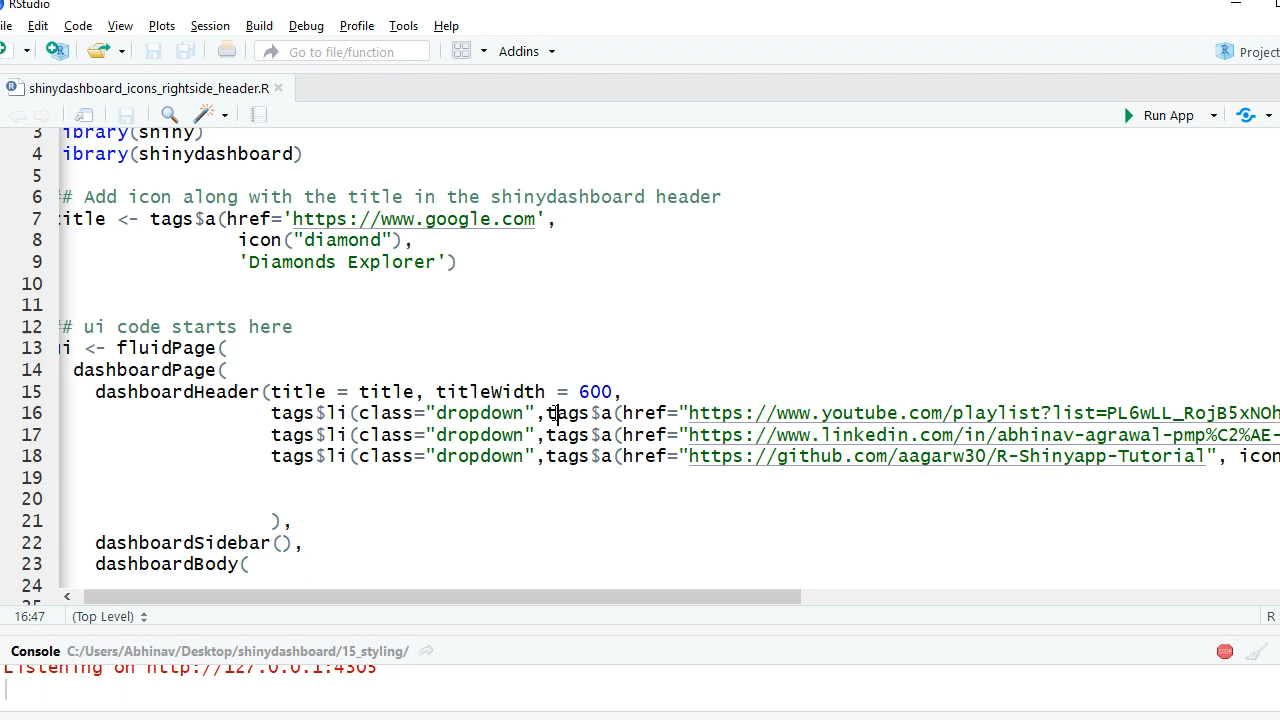 RStudio
ile Edit Code View Plots Session Build Debug Profile Tools Help
Go to file/function Addins Project
shinydashboard_icons_rightside_header.R
Run App
3 ibrary(shiny)
4 ibrary(shinydashboard)
5
6 ## Add icon along with the title in the shinydashboard header
7 title <- tags$a(href='https://www.google.com',
8 icon("diamond"),
9 'Diamonds Explorer')
10
11
12 ## ui code starts here
13 ui <- fluidPage(
14 dashboardPage(
15 dashboardHeader(title = title, titleWidth = 600,
16 tags$li(class="dropdown",tags$a(href="https://www.youtube.com/playlist?list=PL6wLL_RojB5xNOh
17 tags$li(class="dropdown",tags$a(href="https://www.linkedin.com/in/abhinav-agrawal-pmp%C2%AE-
18 tags$li(class="dropdown",tags$a(href="https://github.com/aagarw30/R-Shinyapp-Tutorial", icon
19
20
21 ),
22 dashboardSidebar(),
23 dashboardBody(
24
25
16:47 (Top Level) R
Console C:/Users/Abhinav/Desktop/shinydashboard/15_styling/ STOP
Listening on http://127.0.0.1:4305